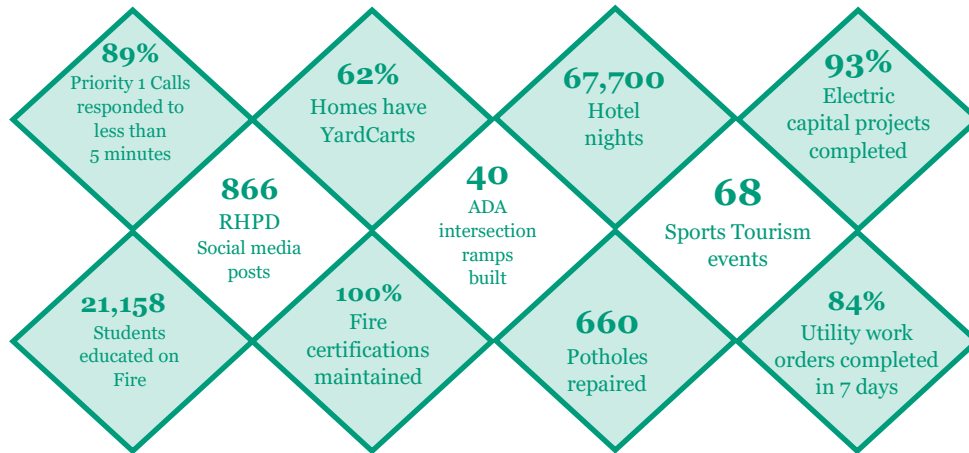 89%
Priority 1 Calls
responded to
less than
5 minutes
62%
Homes have
YardCarts
67,700
Hotel
nights
93%
Electric
capital projects
completed
866
RHPD
Social media
posts
40
ADA
intersection
ramps
built
68
Sports Tourism
events
21,158
Students
educated on
Fire
100%
Fire
certifications
maintained
660
Potholes
repaired
84%
Utility work
orders completed
in 7 days